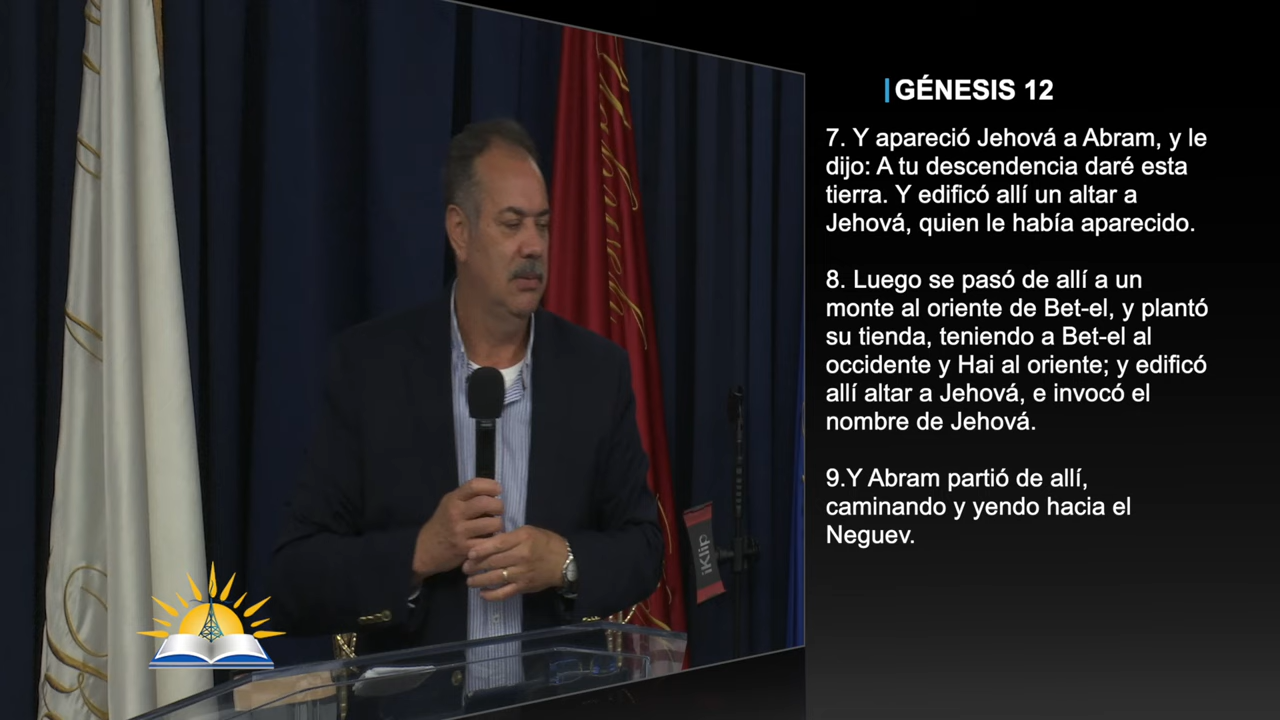 GÉNESIS 12
7. Y apareció Jehová a Abram, y le
dijo: A tu descendencia daré esta
tierra. Y edificó allí un altar a
Jehová, quien le había aparecido.
8. Luego se pasó de allí a un
monte al oriente de Bet-el, y plantó
su tienda, teniendo a Bet-el al
occidente y Hai al oriente; y edificó
allí altar a Jehová, e invocó el
nombre de Jehová.
9.Y Abram partió de allí,
caminando y yendo hacia el
Neguev.
iKlip